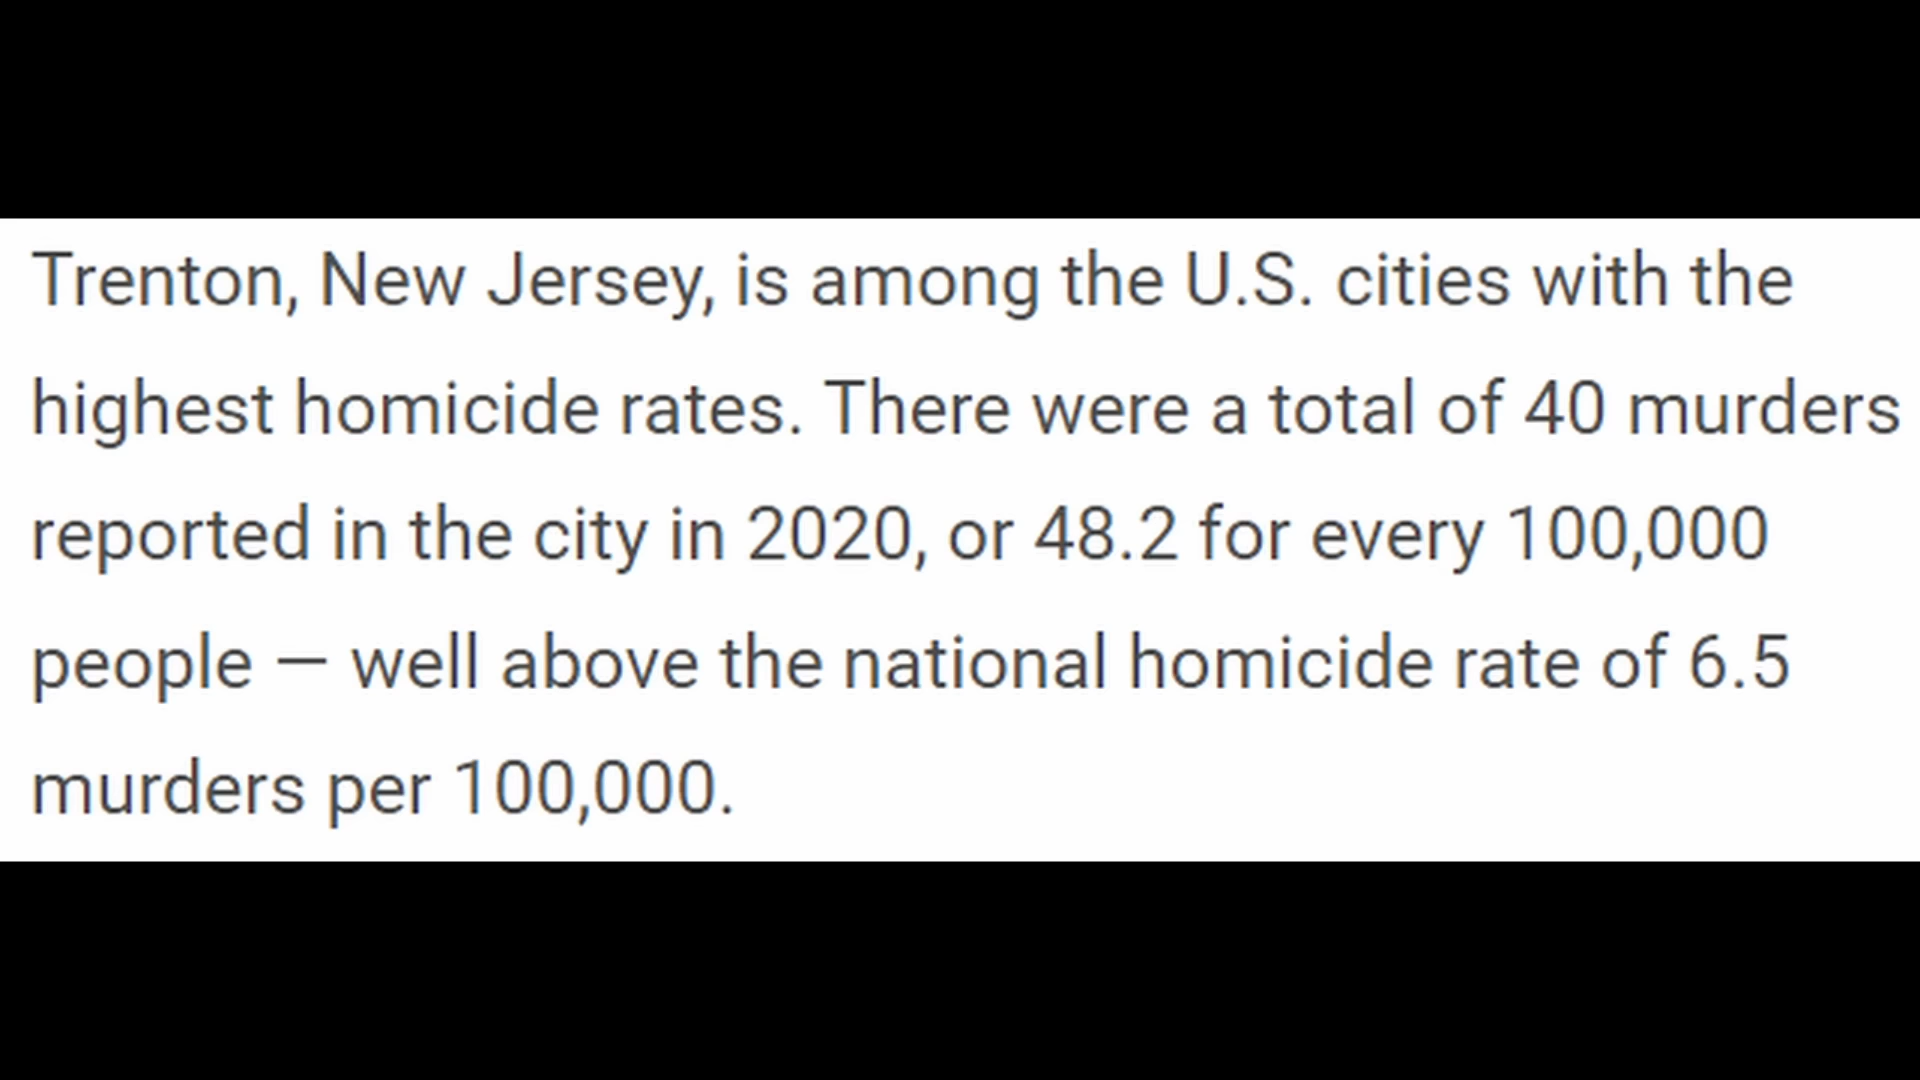 Trenton, New Jersey, is among the U.S. cities with the
highest homicide rates. There were a total of 40 murders
reported in the city in 2020, or 48.2 for every 100,000
people — well above the national homicide rate of 6.5
murders per 100,000.